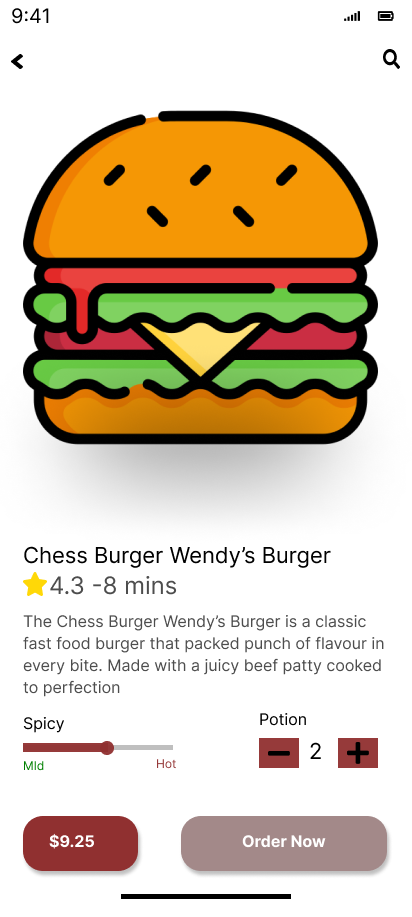 9:41
Chess Burger Wendy’s Burger
4.3 -8 mins
The Chess Burger Wendy’s Burger is a classic
fast food burger that packed punch of flavour in
every bite. Made with a juicy beef patty cooked
to perfection
Spicy
Potion
MId
Hot
2
$9.25
Order Now